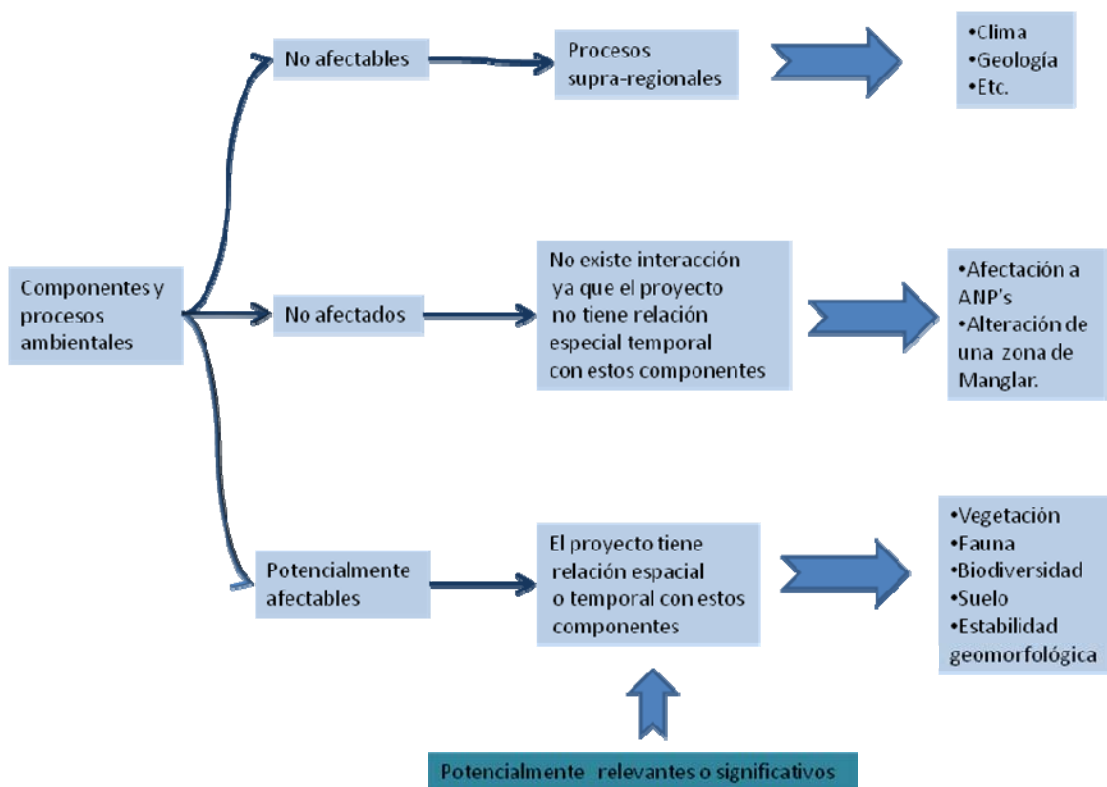 No afectables
Procesos
supra-regionales
•Clima
•Geología
•Etc.
Componentes y
procesos
ambientales
No afectados
No existe interacción
ya que el proyecto
no tiene relación
especial temporal
con estos componentes
•Afectación a
ANP's
•Alteración de
una zona de
Manglar.
Potencialmente
afectables
El proyecto tiene
relación espacial
o temporal con estos
componentes
•Vegetación
•Fauna
•Biodiversidad
•Suelo
•Estabilidad
geomorfológica
Potencialmente relevantes o significativos